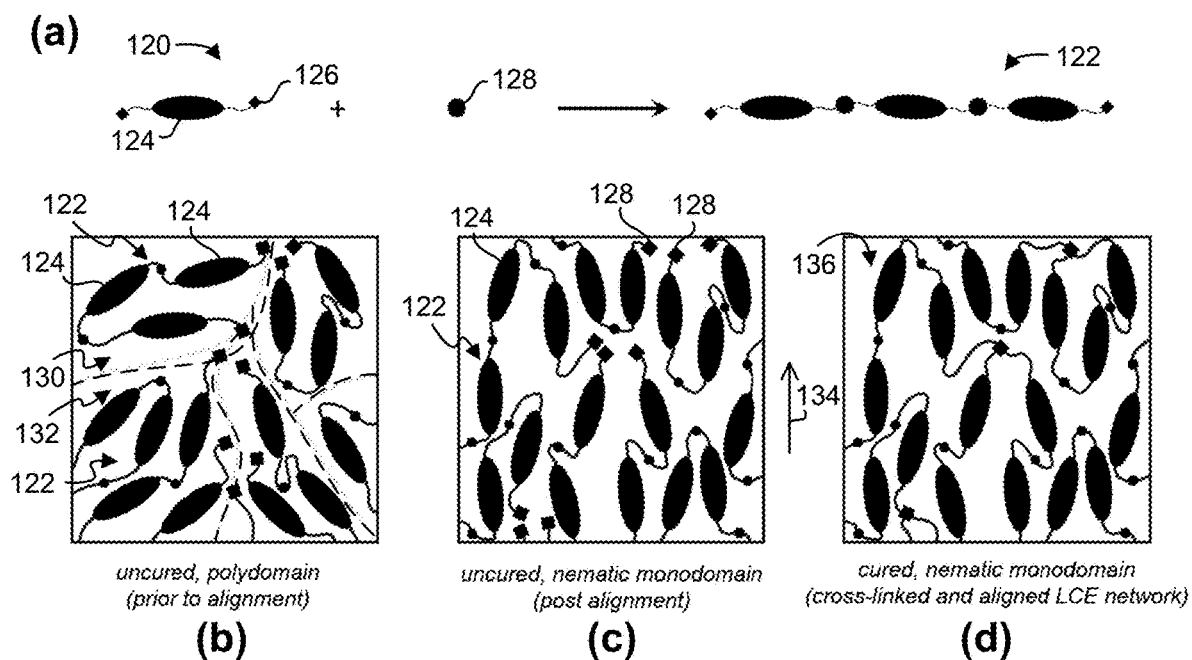 (a)
120
126
128
122
+
124
122
124
124
130
132
122
128
128
124
122
134
136
uncured, polydomain
(prior to alignment)
uncured, nematic monodomain
(post alignment)
cured, nematic monodomain
(cross-linked and aligned LCE network)
(b)
(c)
(d)